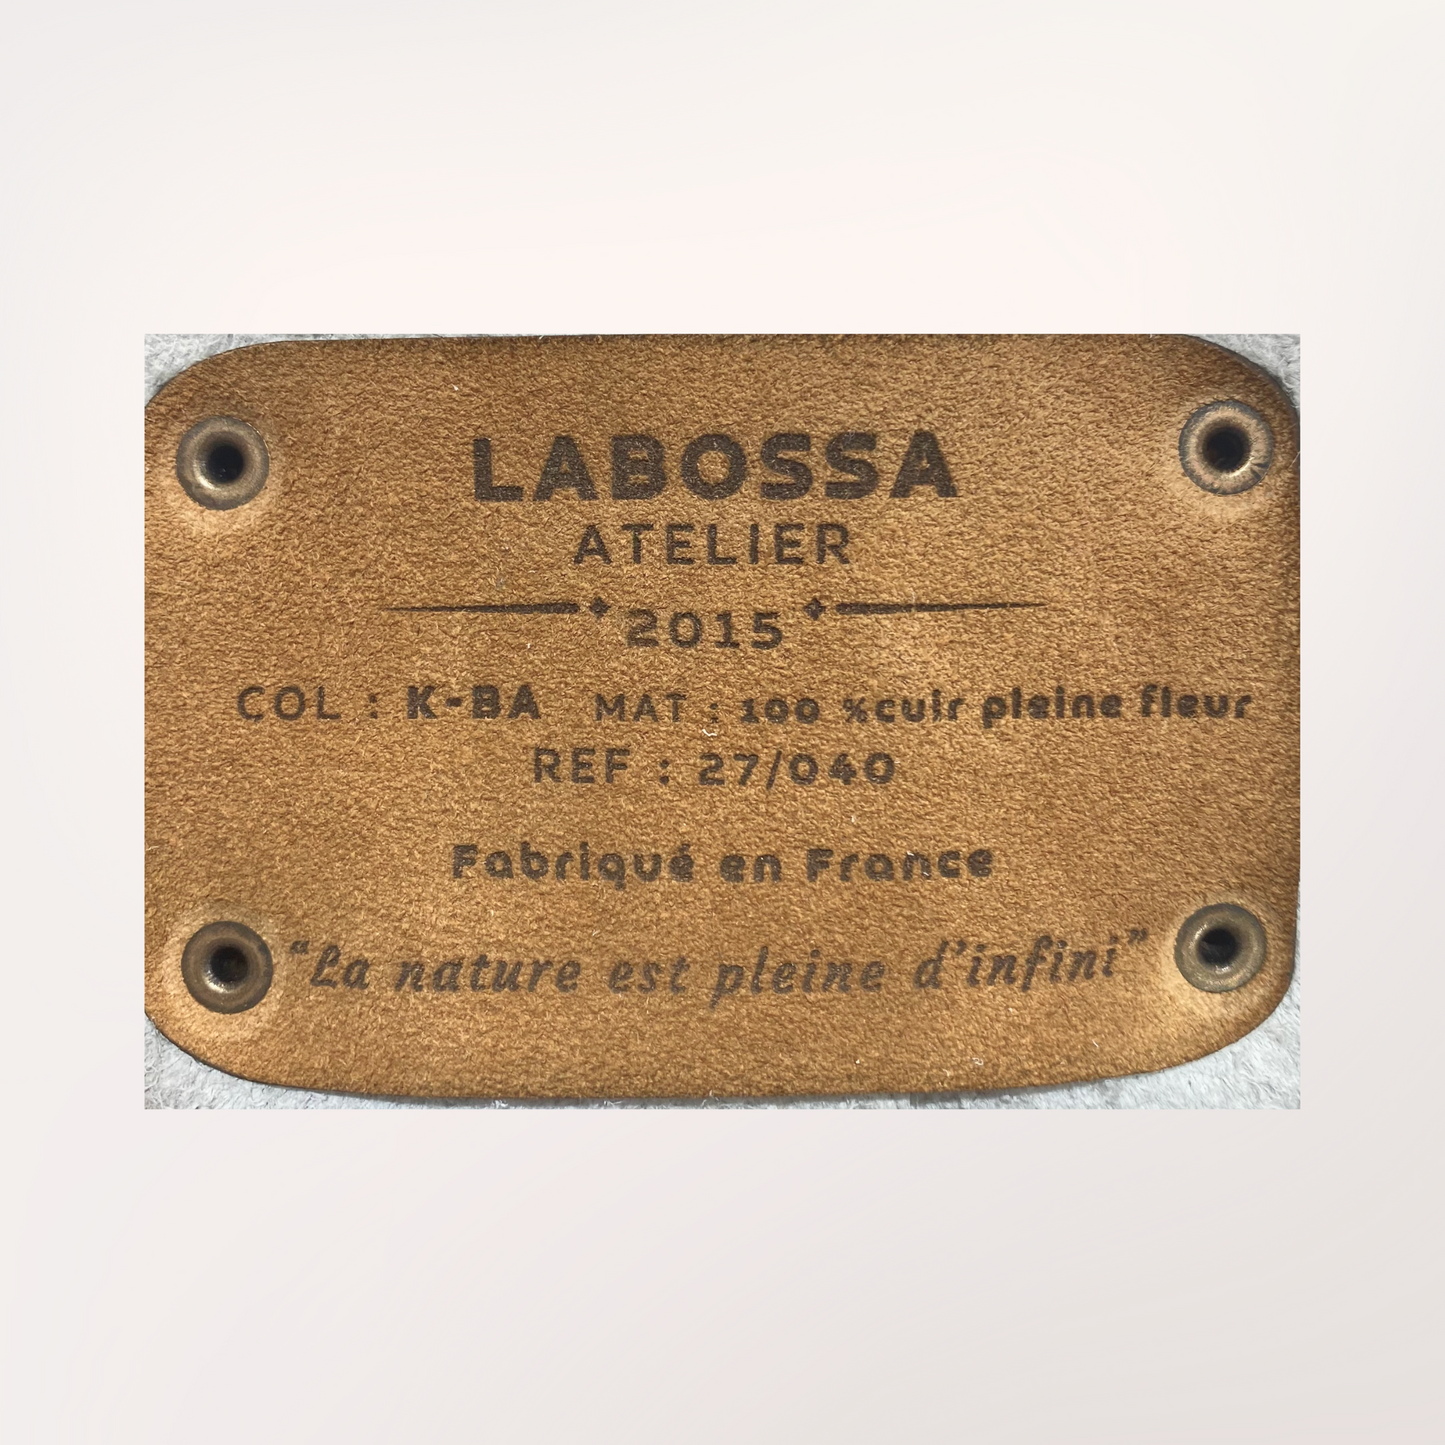 LABOSSA
ATELIER
2015
COL : K-BA MAT : 100 %cuir pleine fleur
REF : 27/040
Fabriqué en France
“La nature est pleine d’infini”